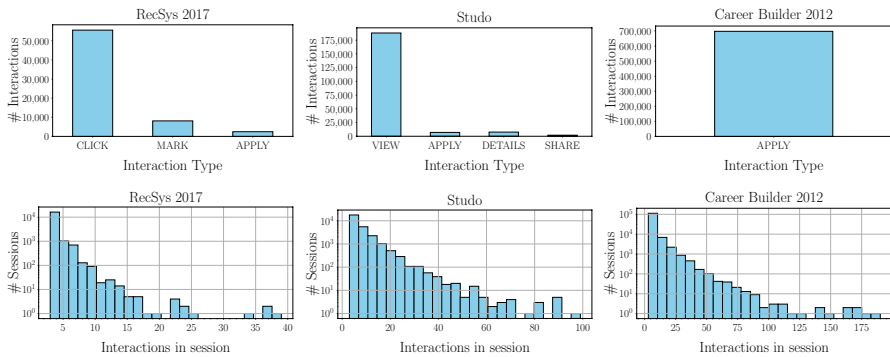 RecSys 2017
# Interactions
50,000
40,000
30,000
20,000
10,000
0
CLICK MARK APPLY
Interaction Type
Studo
# Interactions
175,000
150,000
125,000
100,000
75,000
50,000
25,000
0
VIEW APPLY DETAILS SHARE
Interaction Type
Career Builder 2012
# Interactions
700,000
600,000
500,000
400,000
300,000
200,000
100,000
0
APPLY
Interaction Type
RecSys 2017
# Sessions
10^4
10^3
10^2
10^1
10^0
5 10 15 20 25 30 35 40
Interactions in session
Studo
# Sessions
10^4
10^3
10^2
10^1
10^0
0 20 40 60 80 100
Interactions in session
Career Builder 2012
# Sessions
10^5
10^4
10^3
10^2
10^1
10^0
0 25 50 75 100 125 150 175
Interactions in session